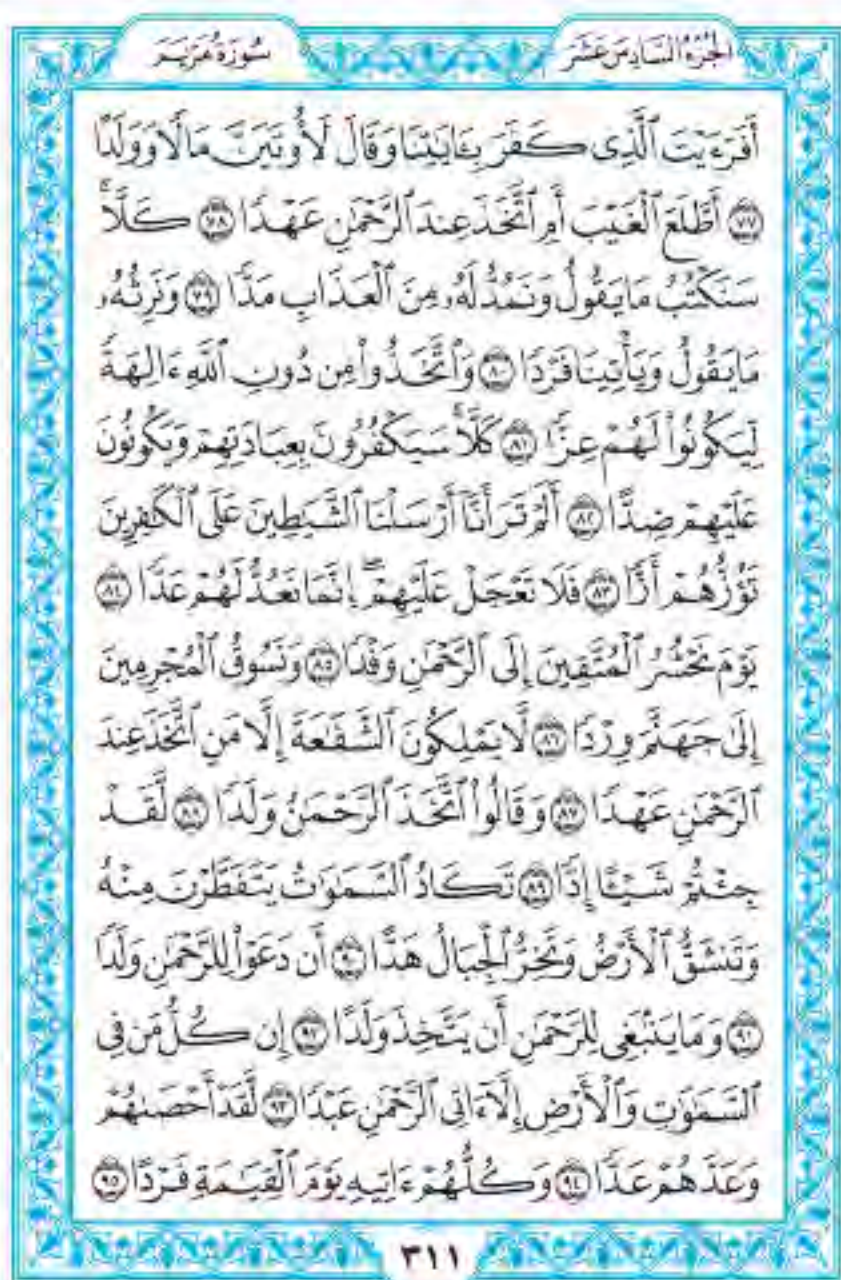 الجزء السادس عشر
سورة مريم
أَفَرَءَيْتَ ٱلَّذِى كَفَرَ بِـَٔايَـٰتِنَا وَقَالَ لَأُوتَيَنَّ مَالًا وَوَلَدًا
﴿٧٧﴾ أَطَّلَعَ ٱلْغَيْبَ أَمِ ٱتَّخَذَ عِندَ ٱلرَّحْمَـٰنِ عَهْدًا ﴿٧٨﴾ كَلَّا ۚ
سَنَكْتُبُ مَا يَقُولُ وَنَمُدُّ لَهُۥ مِنَ ٱلْعَذَابِ مَدًّا ﴿٧٩﴾ وَنَرِثُهُۥ
مَا يَقُولُ وَيَأْتِينَا فَرْدًا ﴿٨٠﴾ وَٱتَّخَذُوا۟ مِن دُونِ ٱللَّهِ ءَالِهَةً
لِّيَكُونُوا۟ لَهُمْ عِزًّا ﴿٨١﴾ كَلَّا ۚ سَيَكْفُرُونَ بِعِبَادَتِهِمْ وَيَكُونُونَ
عَلَيْهِمْ ضِدًّا ﴿٨٢﴾ أَلَمْ تَرَ أَنَّآ أَرْسَلْنَا ٱلشَّيَـٰطِينَ عَلَى ٱلْكَـٰفِرِينَ
تَؤُزُّهُمْ أَزًّا ﴿٨٣﴾ فَلَا تَعْجَلْ عَلَيْهِمْ ۖ إِنَّمَا نَعُدُّ لَهُمْ عَدًّا ﴿٨٤﴾
يَوْمَ نَحْشُرُ ٱلْمُتَّقِينَ إِلَى ٱلرَّحْمَـٰنِ وَفْدًا ﴿٨٥﴾ وَنَسُوقُ ٱلْمُجْرِمِينَ
إِلَىٰ جَهَنَّمَ وِرْدًا ﴿٨٦﴾ لَّا يَمْلِكُونَ ٱلشَّفَـٰعَةَ إِلَّا مَنِ ٱتَّخَذَ عِندَ
ٱلرَّحْمَـٰنِ عَهْدًا ﴿٨٧﴾ وَقَالُوا۟ ٱتَّخَذَ ٱلرَّحْمَـٰنُ وَلَدًا ﴿٨٨﴾ لَّقَدْ
جِئْتُمْ شَيْـًٔا إِدًّا ﴿٨٩﴾ تَكَادُ ٱلسَّمَـٰوَٰتُ يَتَفَطَّرْنَ مِنْهُ
وَتَنشَقُّ ٱلْأَرْضُ وَتَخِرُّ ٱلْجِبَالُ هَدًّا ﴿٩٠﴾ أَن دَعَوْا۟ لِلرَّحْمَـٰنِ وَلَدًا
﴿٩١﴾ وَمَا يَنۢبَغِى لِلرَّحْمَـٰنِ أَن يَتَّخِذَ وَلَدًا ﴿٩٢﴾ إِن كُلُّ مَن فِى
ٱلسَّمَـٰوَٰتِ وَٱلْأَرْضِ إِلَّآ ءَاتِى ٱلرَّحْمَـٰنِ عَبْدًا ﴿٩٣﴾ لَّقَدْ أَحْصَىٰهُمْ
وَعَدَّهُمْ عَدًّا ﴿٩٤﴾ وَكُلُّهُمْ ءَاتِيهِ يَوْمَ ٱلْقِيَـٰمَةِ فَرْدًا ﴿٩٥﴾
٣١١